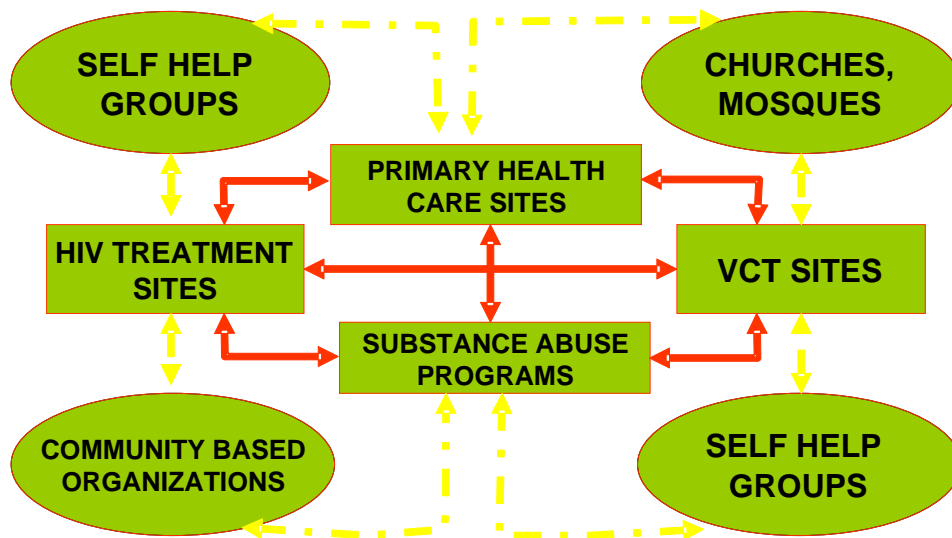 SELF HELP
GROUPS
CHURCHES,
MOSQUES
PRIMARY HEALTH
CARE SITES
HIV TREATMENT
SITES
VCT SITES
SUBSTANCE ABUSE
PROGRAMS
COMMUNITY BASED
ORGANIZATIONS
SELF HELP
GROUPS